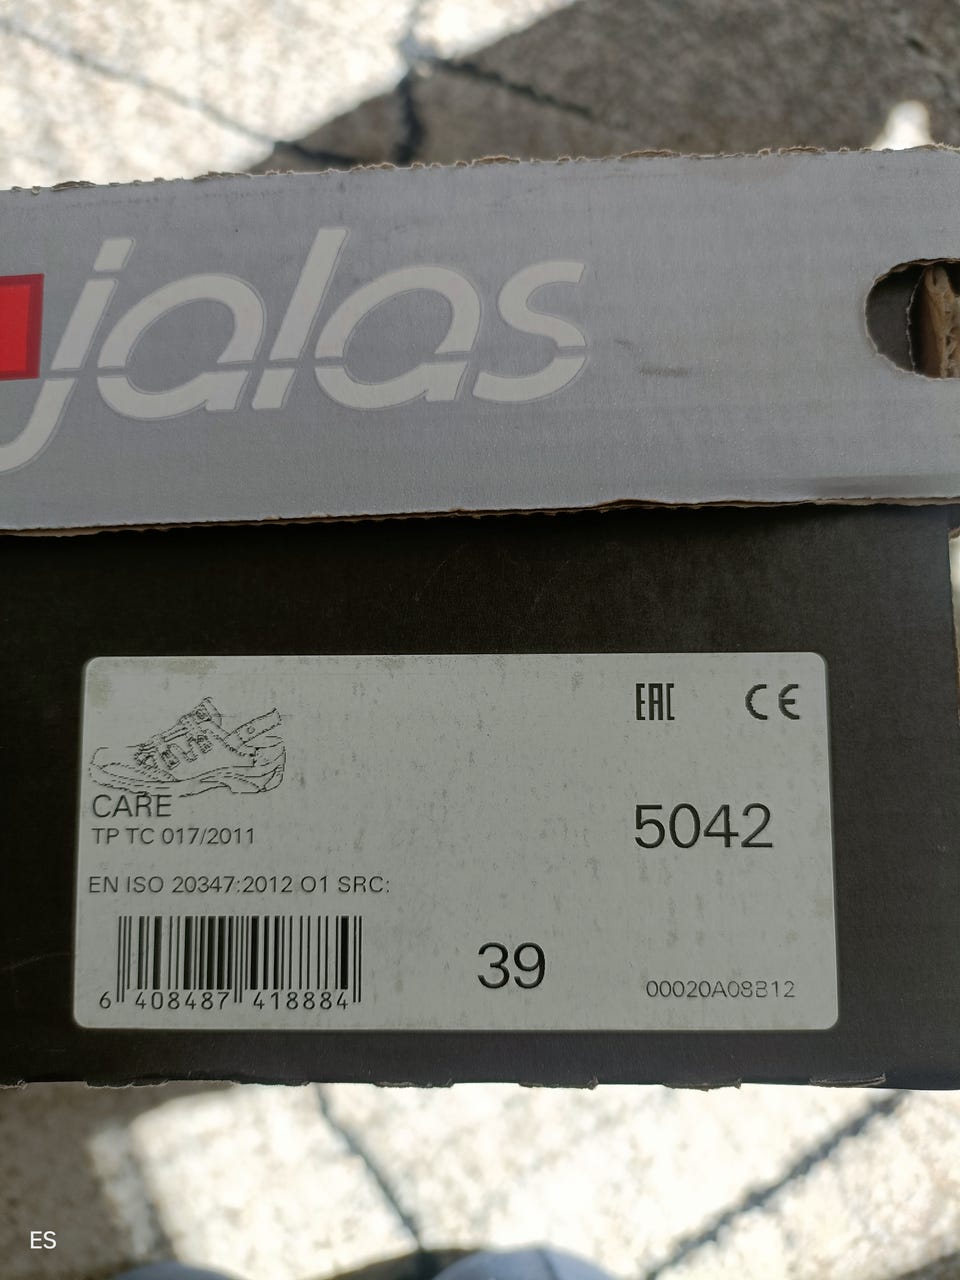 jalas
EAC CE
CARE
TP TC 017/2011
5042
EN ISO 20347:2012 O1 SRC:
39
6 408487 418884
00020A08B12
ES